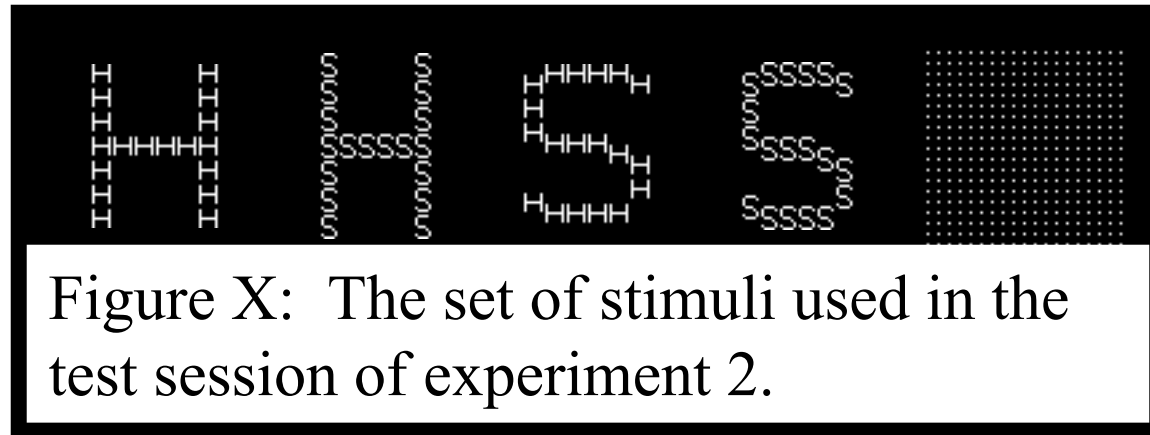 H H S S
Figure X: The set of stimuli used in the
test session of experiment 2.